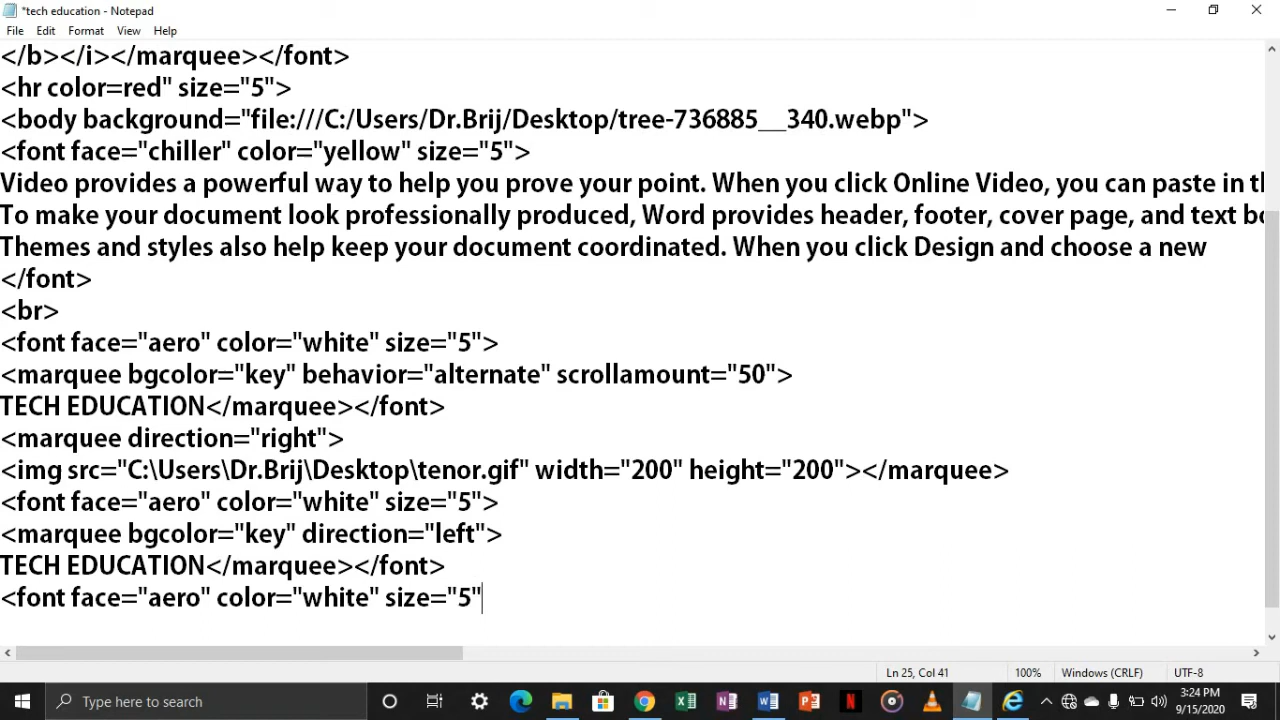 *tech education - Notepad
File Edit Format View Help
</b></i></marquee></font>
<hr color=red" size="5">
<body background="file:///C:/Users/Dr.Brij/Desktop/tree-736885__340.webp">
<font face="chiller" color="yellow" size="5">
Video provides a powerful way to help you prove your point. When you click Online Video, you can paste in th
To make your document look professionally produced, Word provides header, footer, cover page, and text bo
Themes and styles also help keep your document coordinated. When you click Design and choose a new
</font>
<br>
<font face="aero" color="white" size="5">
<marquee bgcolor="key" behavior="alternate" scrollamount="50">
TECH EDUCATION</marquee></font>
<marquee direction="right">
<img src="C:\Users\Dr.Brij\Desktop\tenor.gif" width="200" height="200"></marquee>
<font face="aero" color="white" size="5">
<marquee bgcolor="key" direction="left">
TECH EDUCATION</marquee></font>
<font face="aero" color="white" size="5"
Ln 25, Col 41 100% Windows (CRLF) UTF-8
Type here to search 3:24 PM
9/15/2020